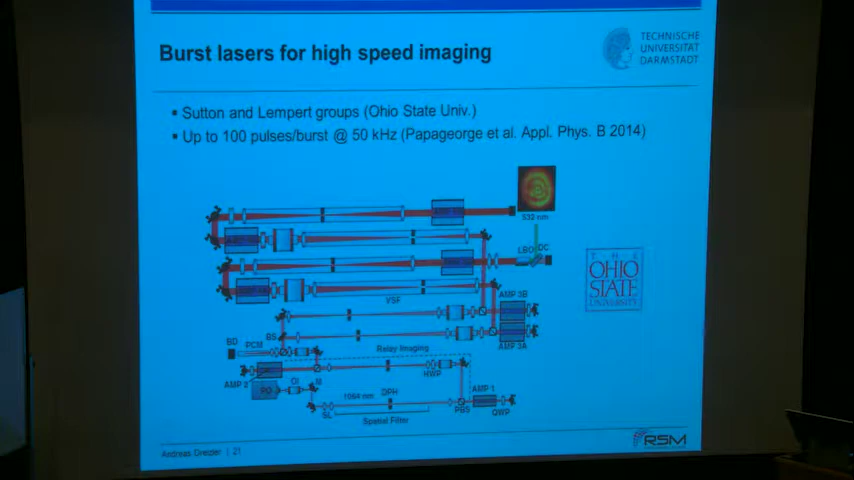 Burst lasers for high speed imaging
TECHNISCHE
UNIVERSITÄT
DARMSTADT
▪ Sutton and Lempert groups (Ohio State Univ.)
▪ Up to 100 pulses/burst @ 50 kHz (Papageorge et al. Appl. Phys. B 2014)
532 nm
LBO DC
THE
OHIO
STATE
UNIVERSITY
VSF
AMP 3B
BD PCM BS
Relay Imaging
AMP 3A
HWP
AMP 2
OI M
1064 nm DPH
AMP 1
SL
Spatial Filter
PBS
QWP
Andreas Dreizler | 21
RSM